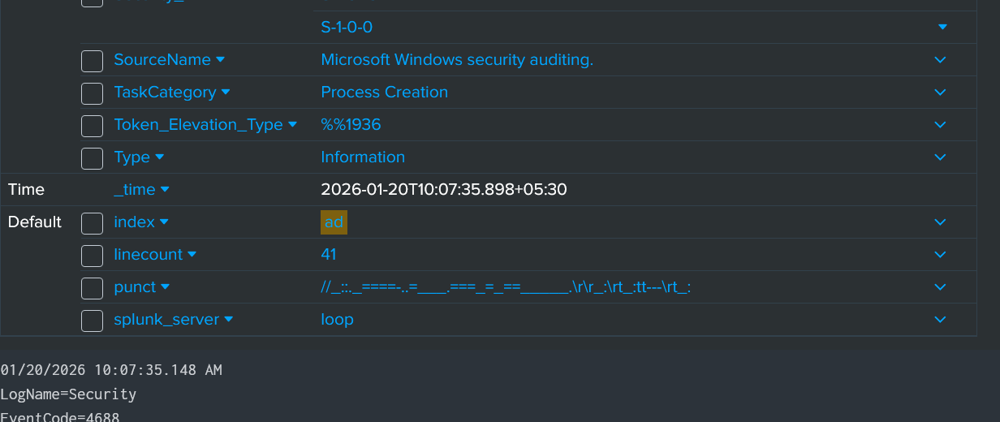 S-1-0-0
SourceName Microsoft Windows security auditing.
TaskCategory Process Creation
Token_Elevation_Type %%1936
Type Information
Time _time 2026-01-20T10:07:35.898+05:30
Default index ad
linecount 41
punct //_::._====-..=___.===_=_==______.\r\r_:\rt_:tt---\rt_:
splunk_server loop
01/20/2026 10:07:35.148 AM
LogName=Security
EventCode=4688